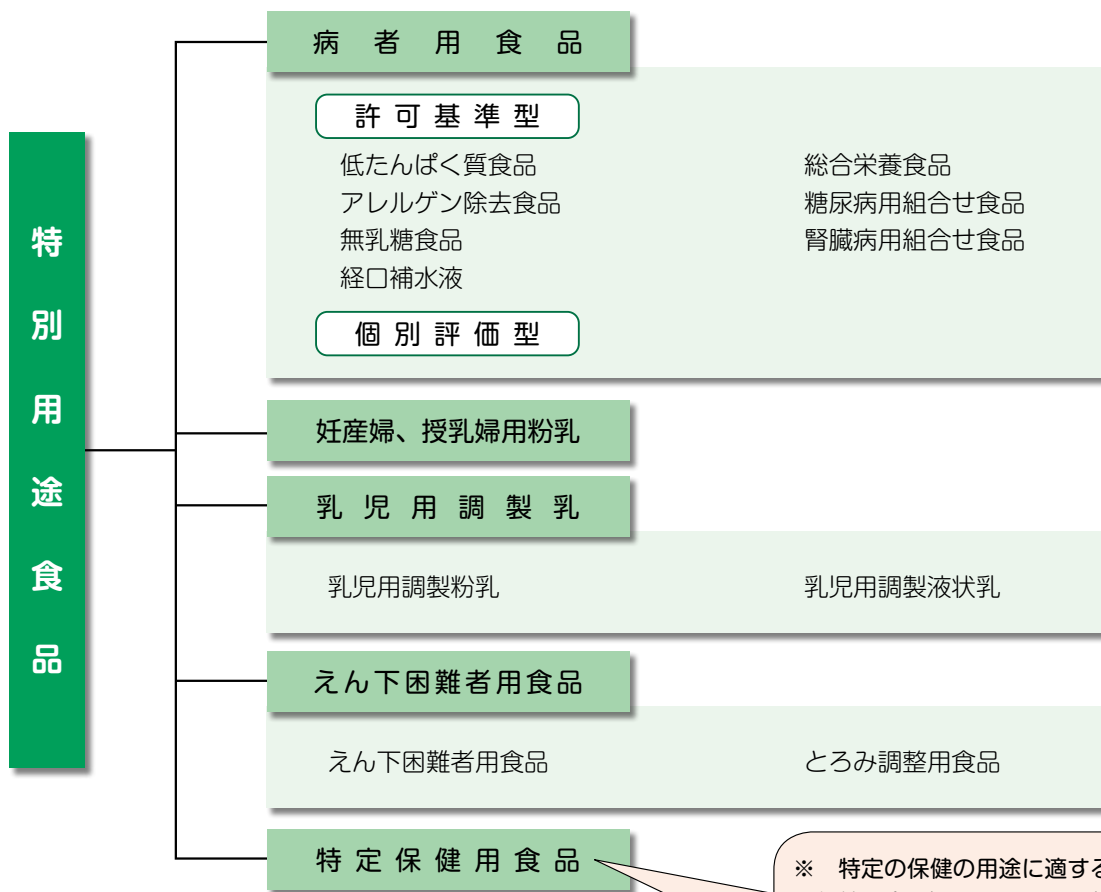 特別用途食品
病者用食品
許可基準型
低たんぱく質食品
アレルゲン除去食品
無乳糖食品
経口補水液
総合栄養食品
糖尿病用組合せ食品
腎臓病用組合せ食品
個別評価型
妊産婦、授乳婦用粉乳
乳児用調製乳
乳児用調製粉乳
乳児用調製液状乳
えん下困難者用食品
えん下困難者用食品
とろみ調整用食品
特定保健用食品
※ 特定の保健の用途に適する